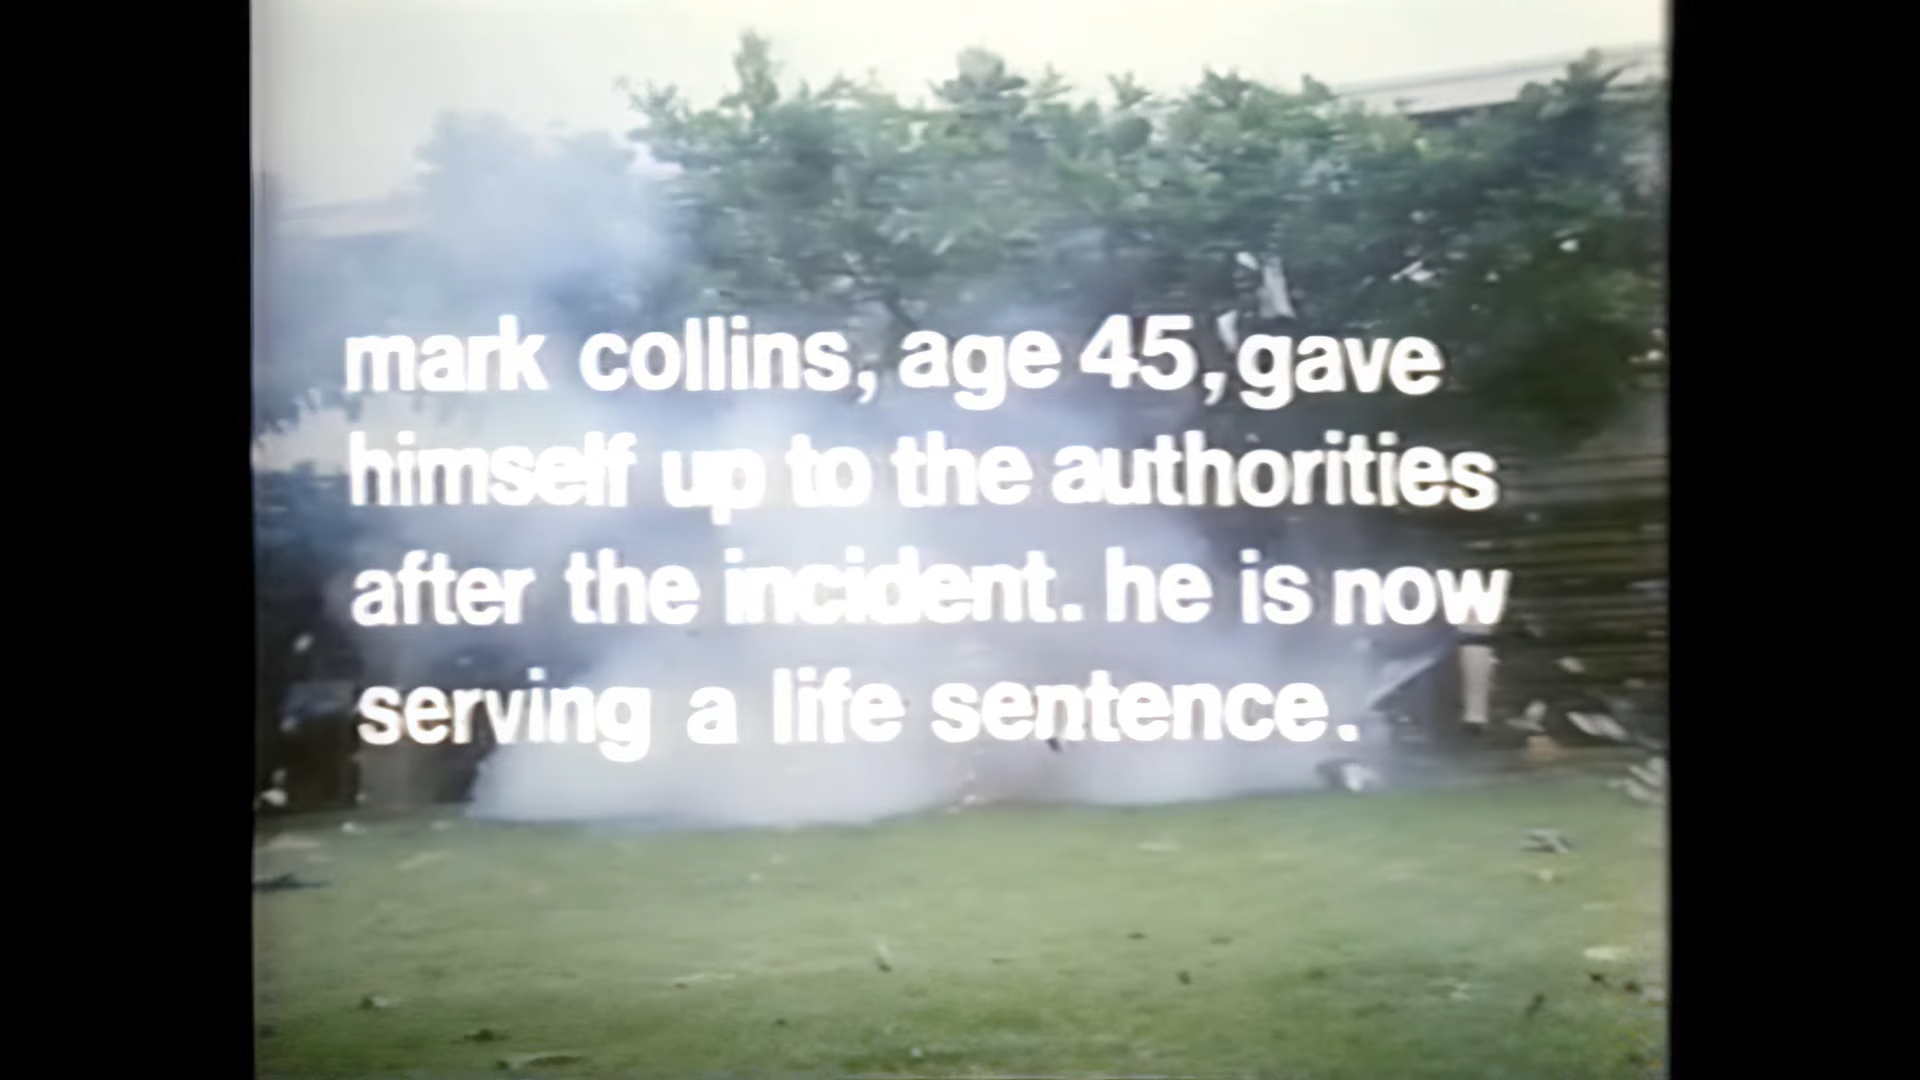 mark collins, age 45, gave
himself up to the authorities
after the incident. he is now
serving a life sentence.